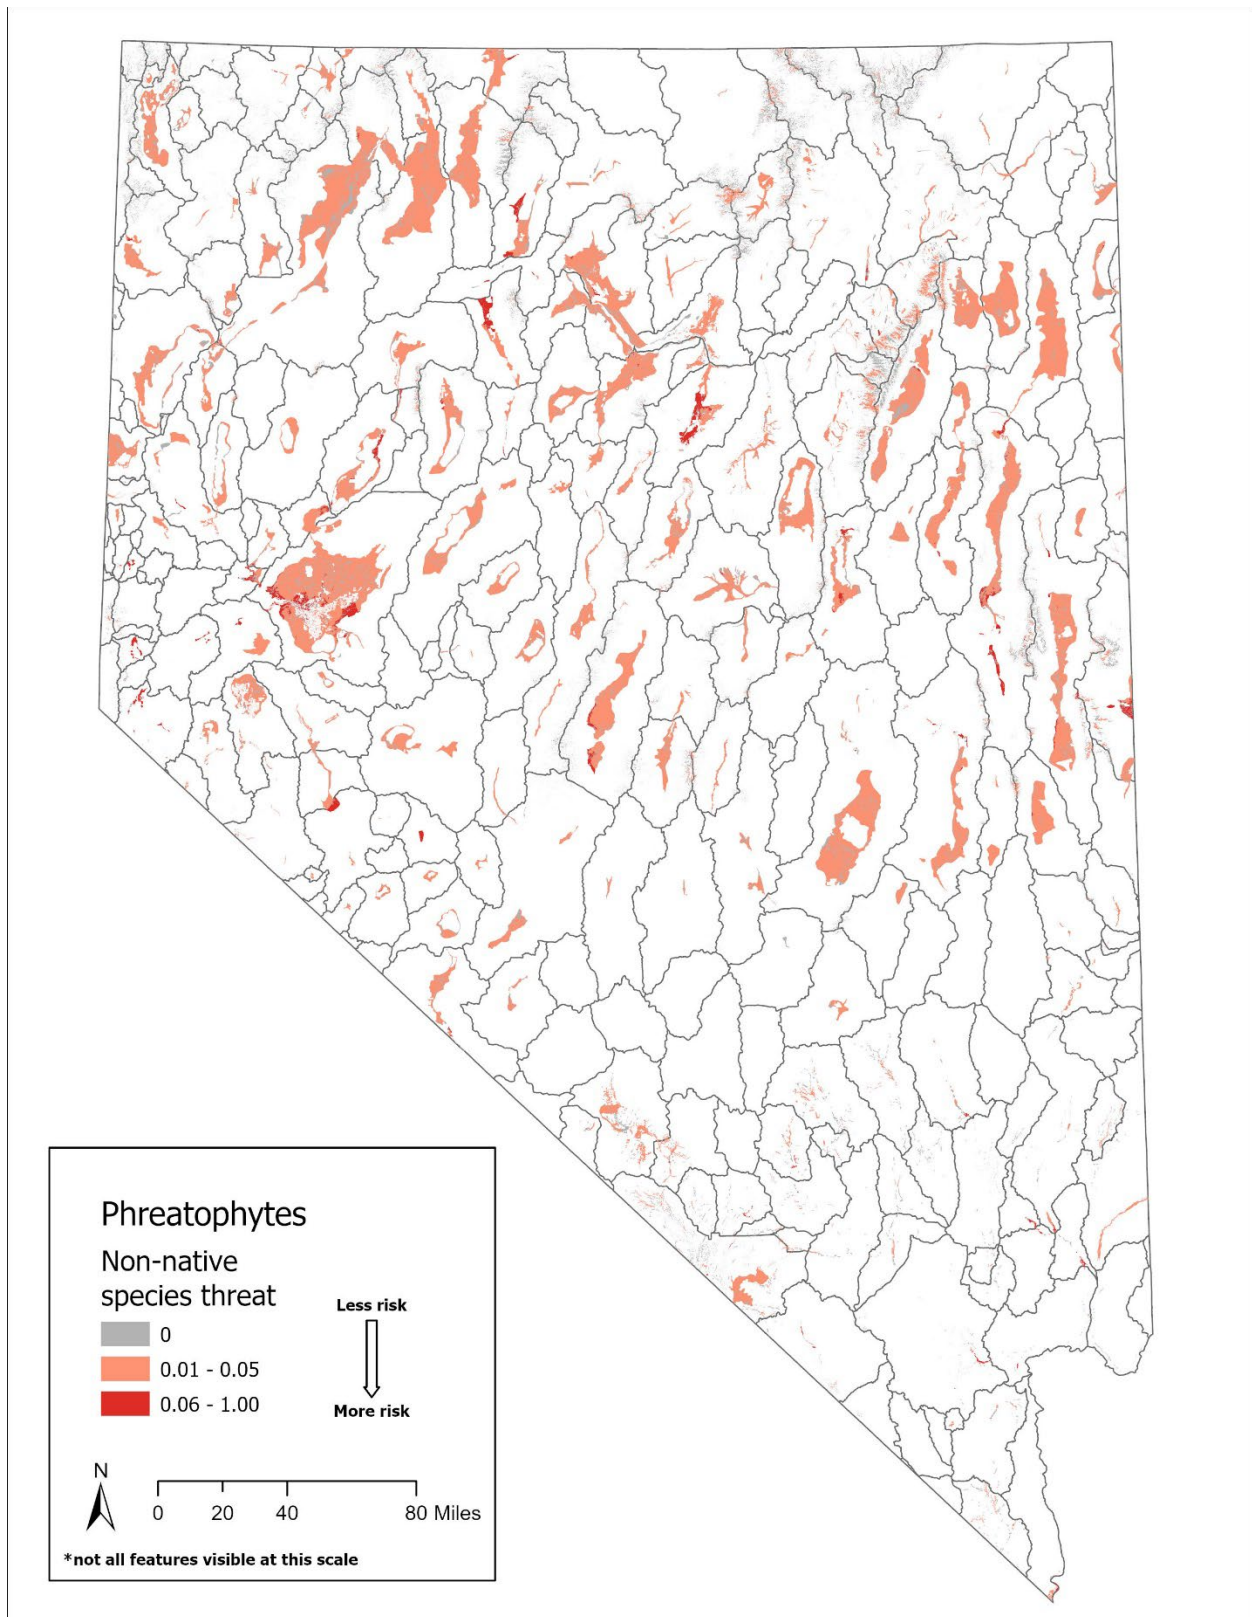 Phreatophytes
Non-native
species threat
0
0.01 - 0.05
0.06 - 1.00
Less risk
More risk
N
0 20 40 80 Miles
*not all features visible at this scale